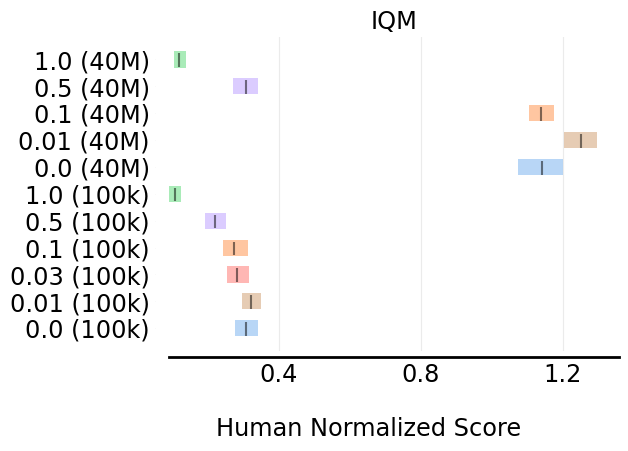 IQM
1.0 (40M)
0.5 (40M)
0.1 (40M)
0.01 (40M)
0.0 (40M)
1.0 (100k)
0.5 (100k)
0.1 (100k)
0.03 (100k)
0.01 (100k)
0.0 (100k)
0.4 0.8 1.2
Human Normalized Score